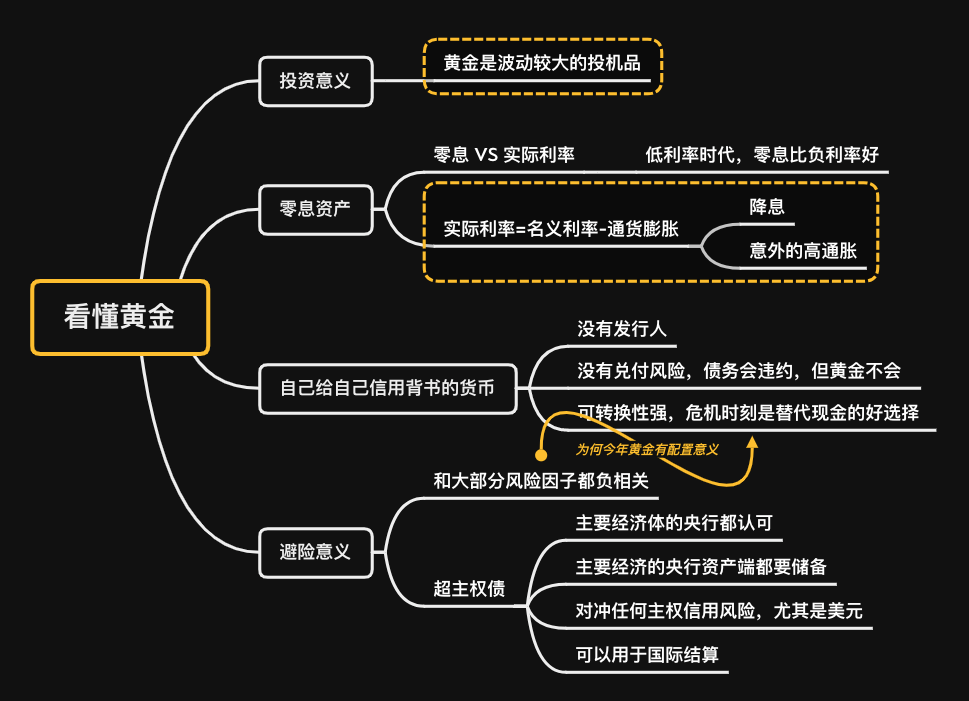 看懂黄金
投资意义
黄金是波动较大的投机品
零息资产
零息 VS 实际利率
低利率时代，零息比负利率好
实际利率=名义利率-通货膨胀
降息
意外的高通胀
自己给自己信用背书的货币
没有发行人
没有兑付风险，债务会违约，但黄金不会
可转换性强，危机时刻是替代现金的好选择
为何今年黄金有配置意义
避险意义
和大部分风险因子都负相关
超主权债
主要经济体的央行都认可
主要经济的央行资产端都要储备
对冲任何主权信用风险，尤其是美元
可以用于国际结算